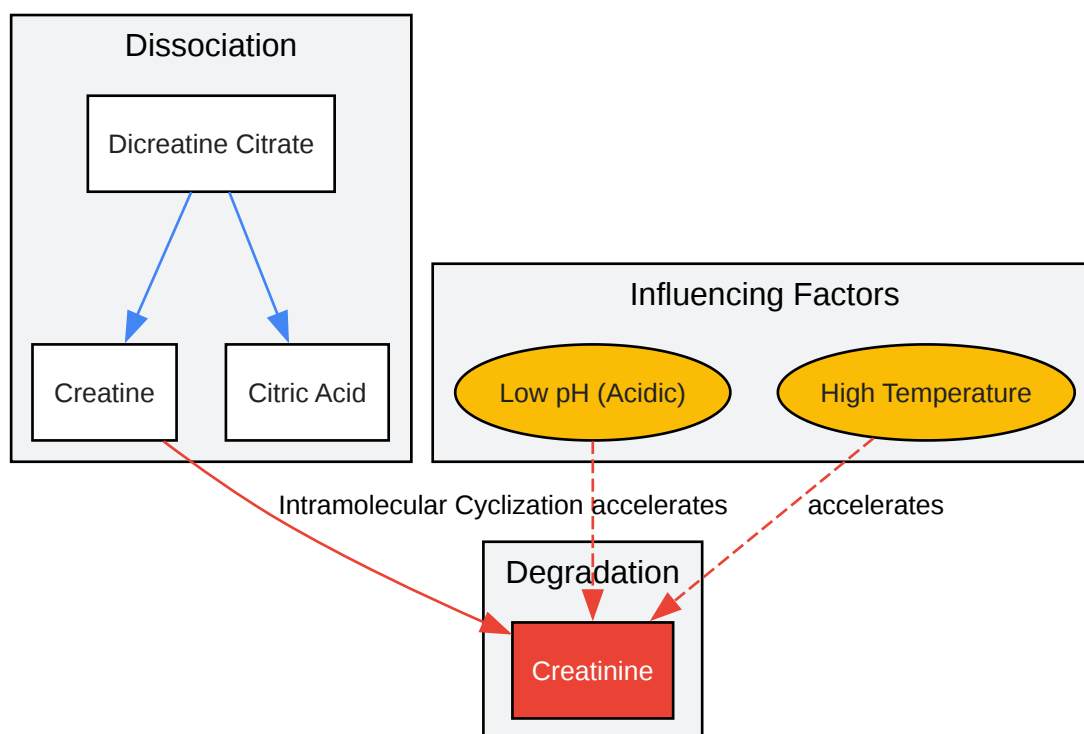 Dissociation
Dicreatine Citrate
Creatine
Citric Acid
Influencing Factors
Low pH (Acidic)
High Temperature
Intramolecular Cyclization
accelerates
accelerates
Degradation
Creatinine